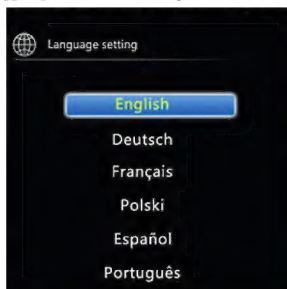 Language setting
English
Deutsch
Français
Polski
Español
Português